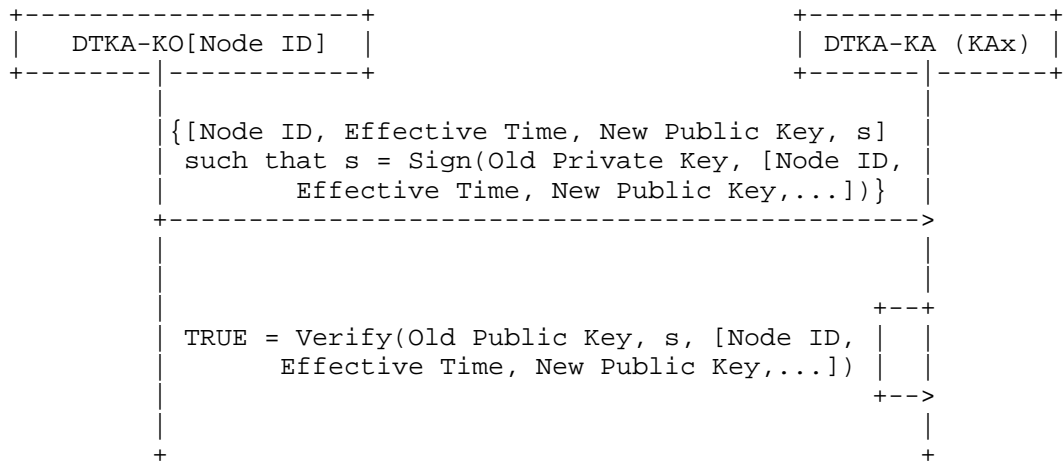 DTKA-KO[Node ID]
DTKA-KA (KAx)
{[Node ID, Effective Time, New Public Key, s]
such that s = Sign(Old Private Key, [Node ID,
Effective Time, New Public Key,...])}
TRUE = Verify(Old Public Key, s, [Node ID,
Effective Time, New Public Key,...])